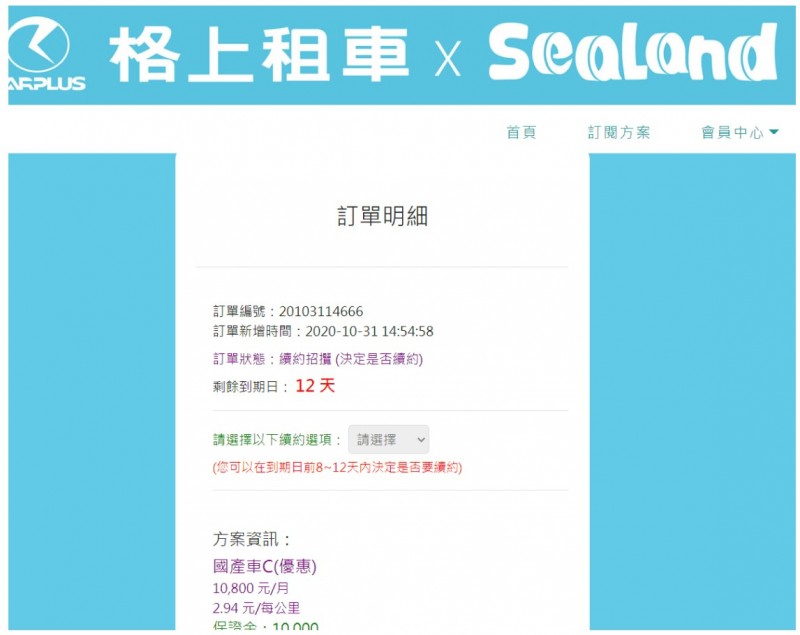 ARPLUS 格上租車 x SeaLand
首頁 訂閱方案 會員中心
訂單明細
訂單編號：20103114666
訂單新增時間：2020-10-31 14:54:58
訂單狀態：續約招攬 (決定是否續約)
剩餘到期日： 12 天
請選擇以下續約選項： 請選擇
(您可以在到期日前8~12天內決定是否要續約)
方案資訊：
國產車C(優惠)
10,800 元/月
2.94 元/每公里
保證金：10,000